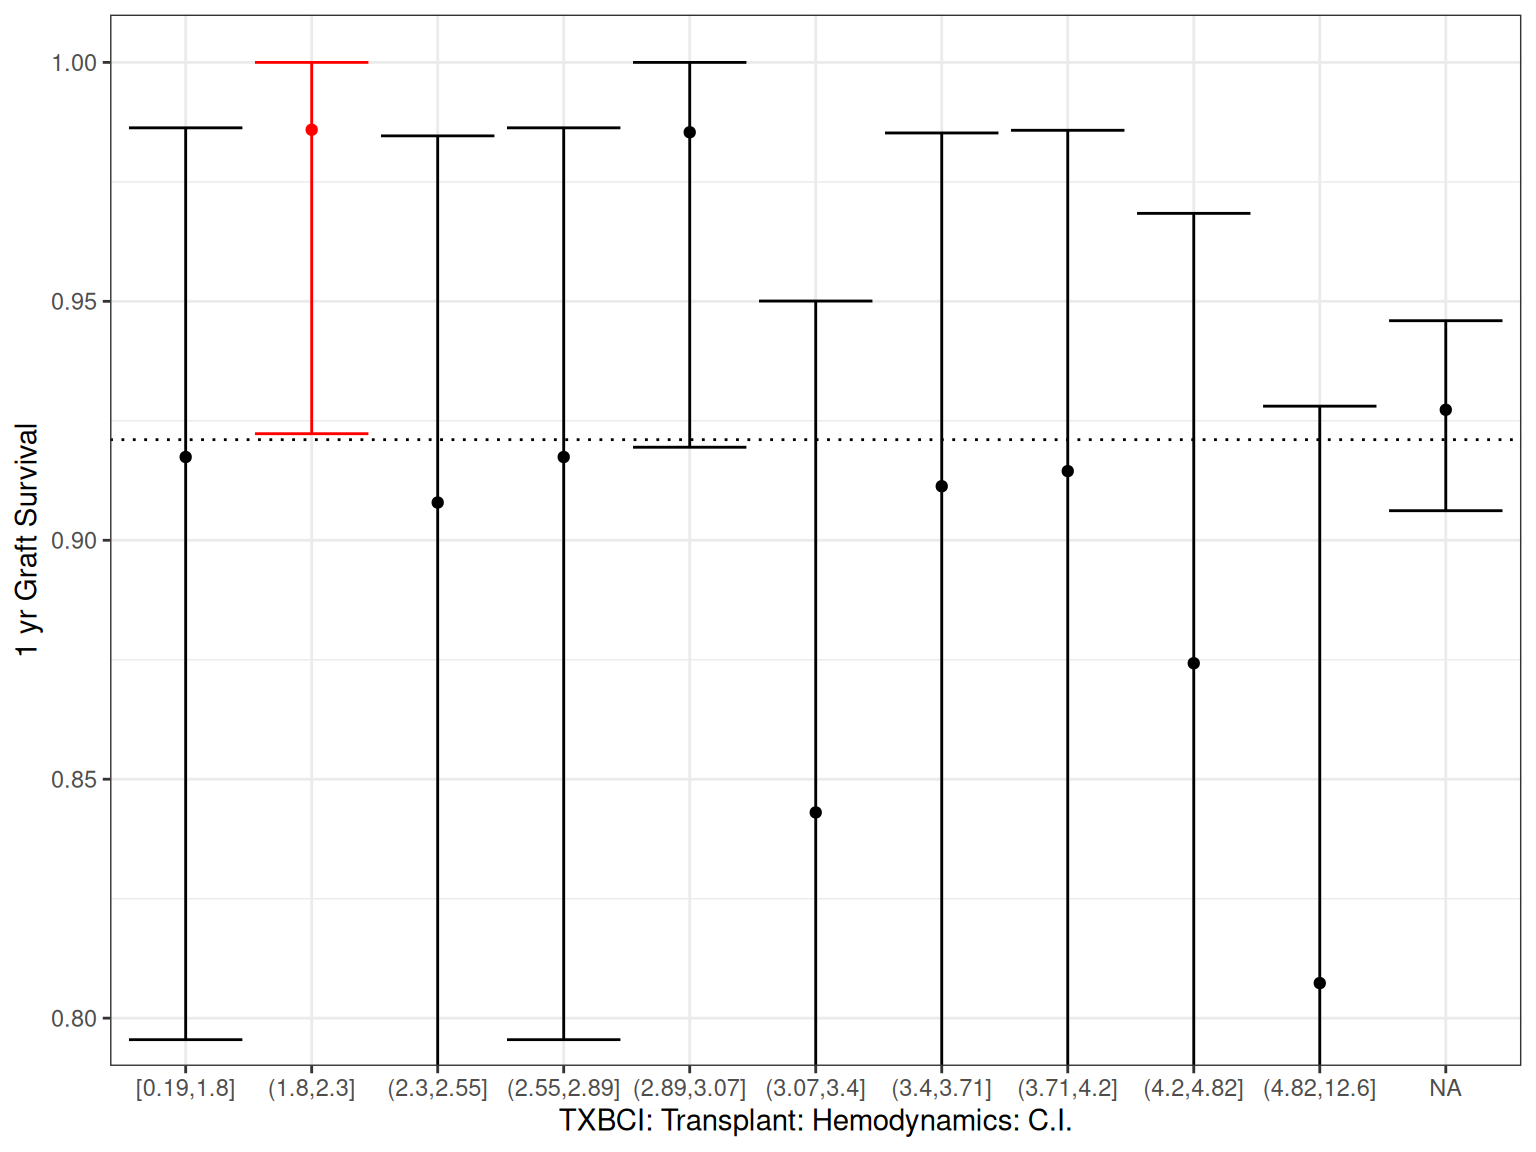 1 yr Graft Survival
1.00
0.95
0.90
0.85
0.80
[0.19,1.8] (1.8,2.3] (2.3,2.55] (2.55,2.89] (2.89,3.07] (3.07,3.4] (3.4,3.71] (3.71,4.2] (4.2,4.82] (4.82,12.6] NA
TXBCI: Transplant: Hemodynamics: C.I.